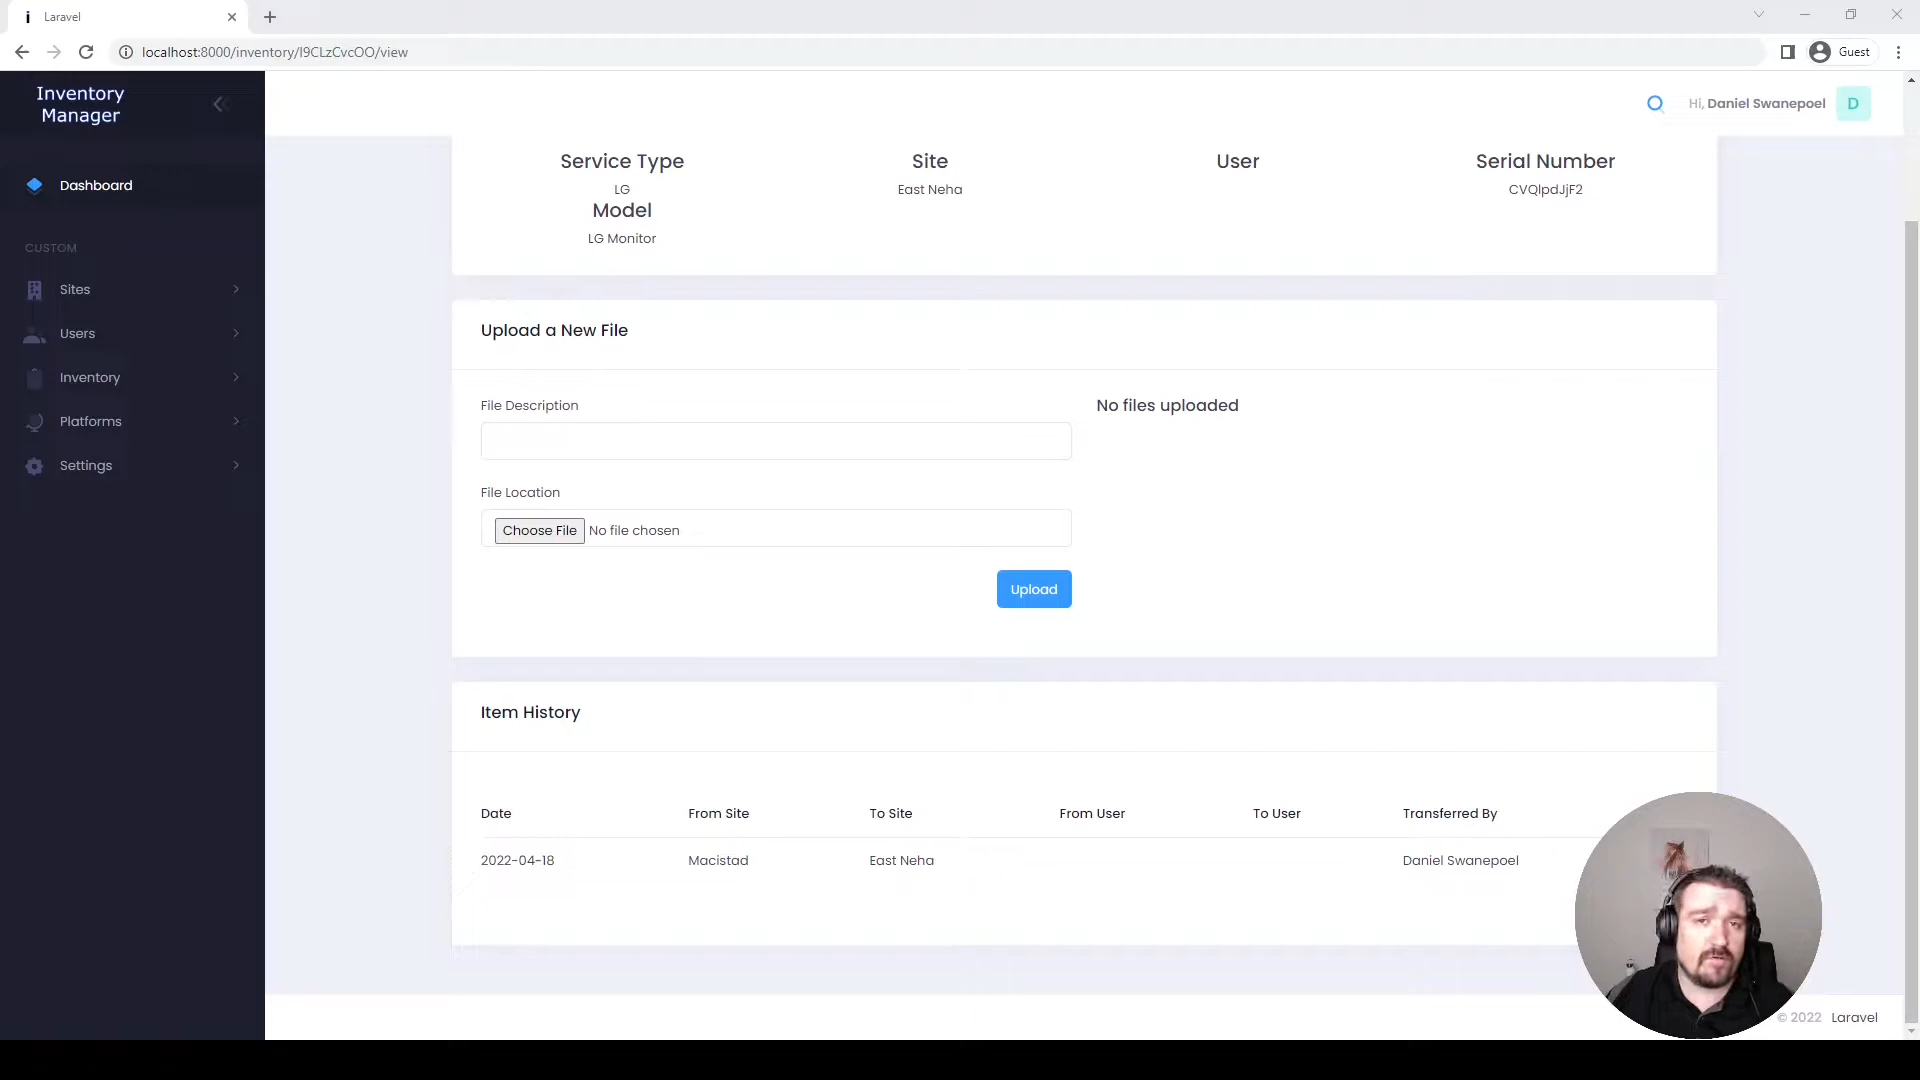 Laravel
localhost:8000/inventory/I9CLzCvcOO/view
Guest
Inventory
Manager
Hi, Daniel Swanepoel
D
Dashboard
CUSTOM
Sites
Users
Inventory
Platforms
Settings
Service Type
Site
User
Serial Number
LG
East Neha
CVQlpdJjF2
Model
LG Monitor
Upload a New File
File Description
No files uploaded
File Location
Choose File No file chosen
Upload
Item History
Date
From Site
To Site
From User
To User
Transferred By
2022-04-18
Macistad
East Neha
Daniel Swanepoel
© 2022 Laravel